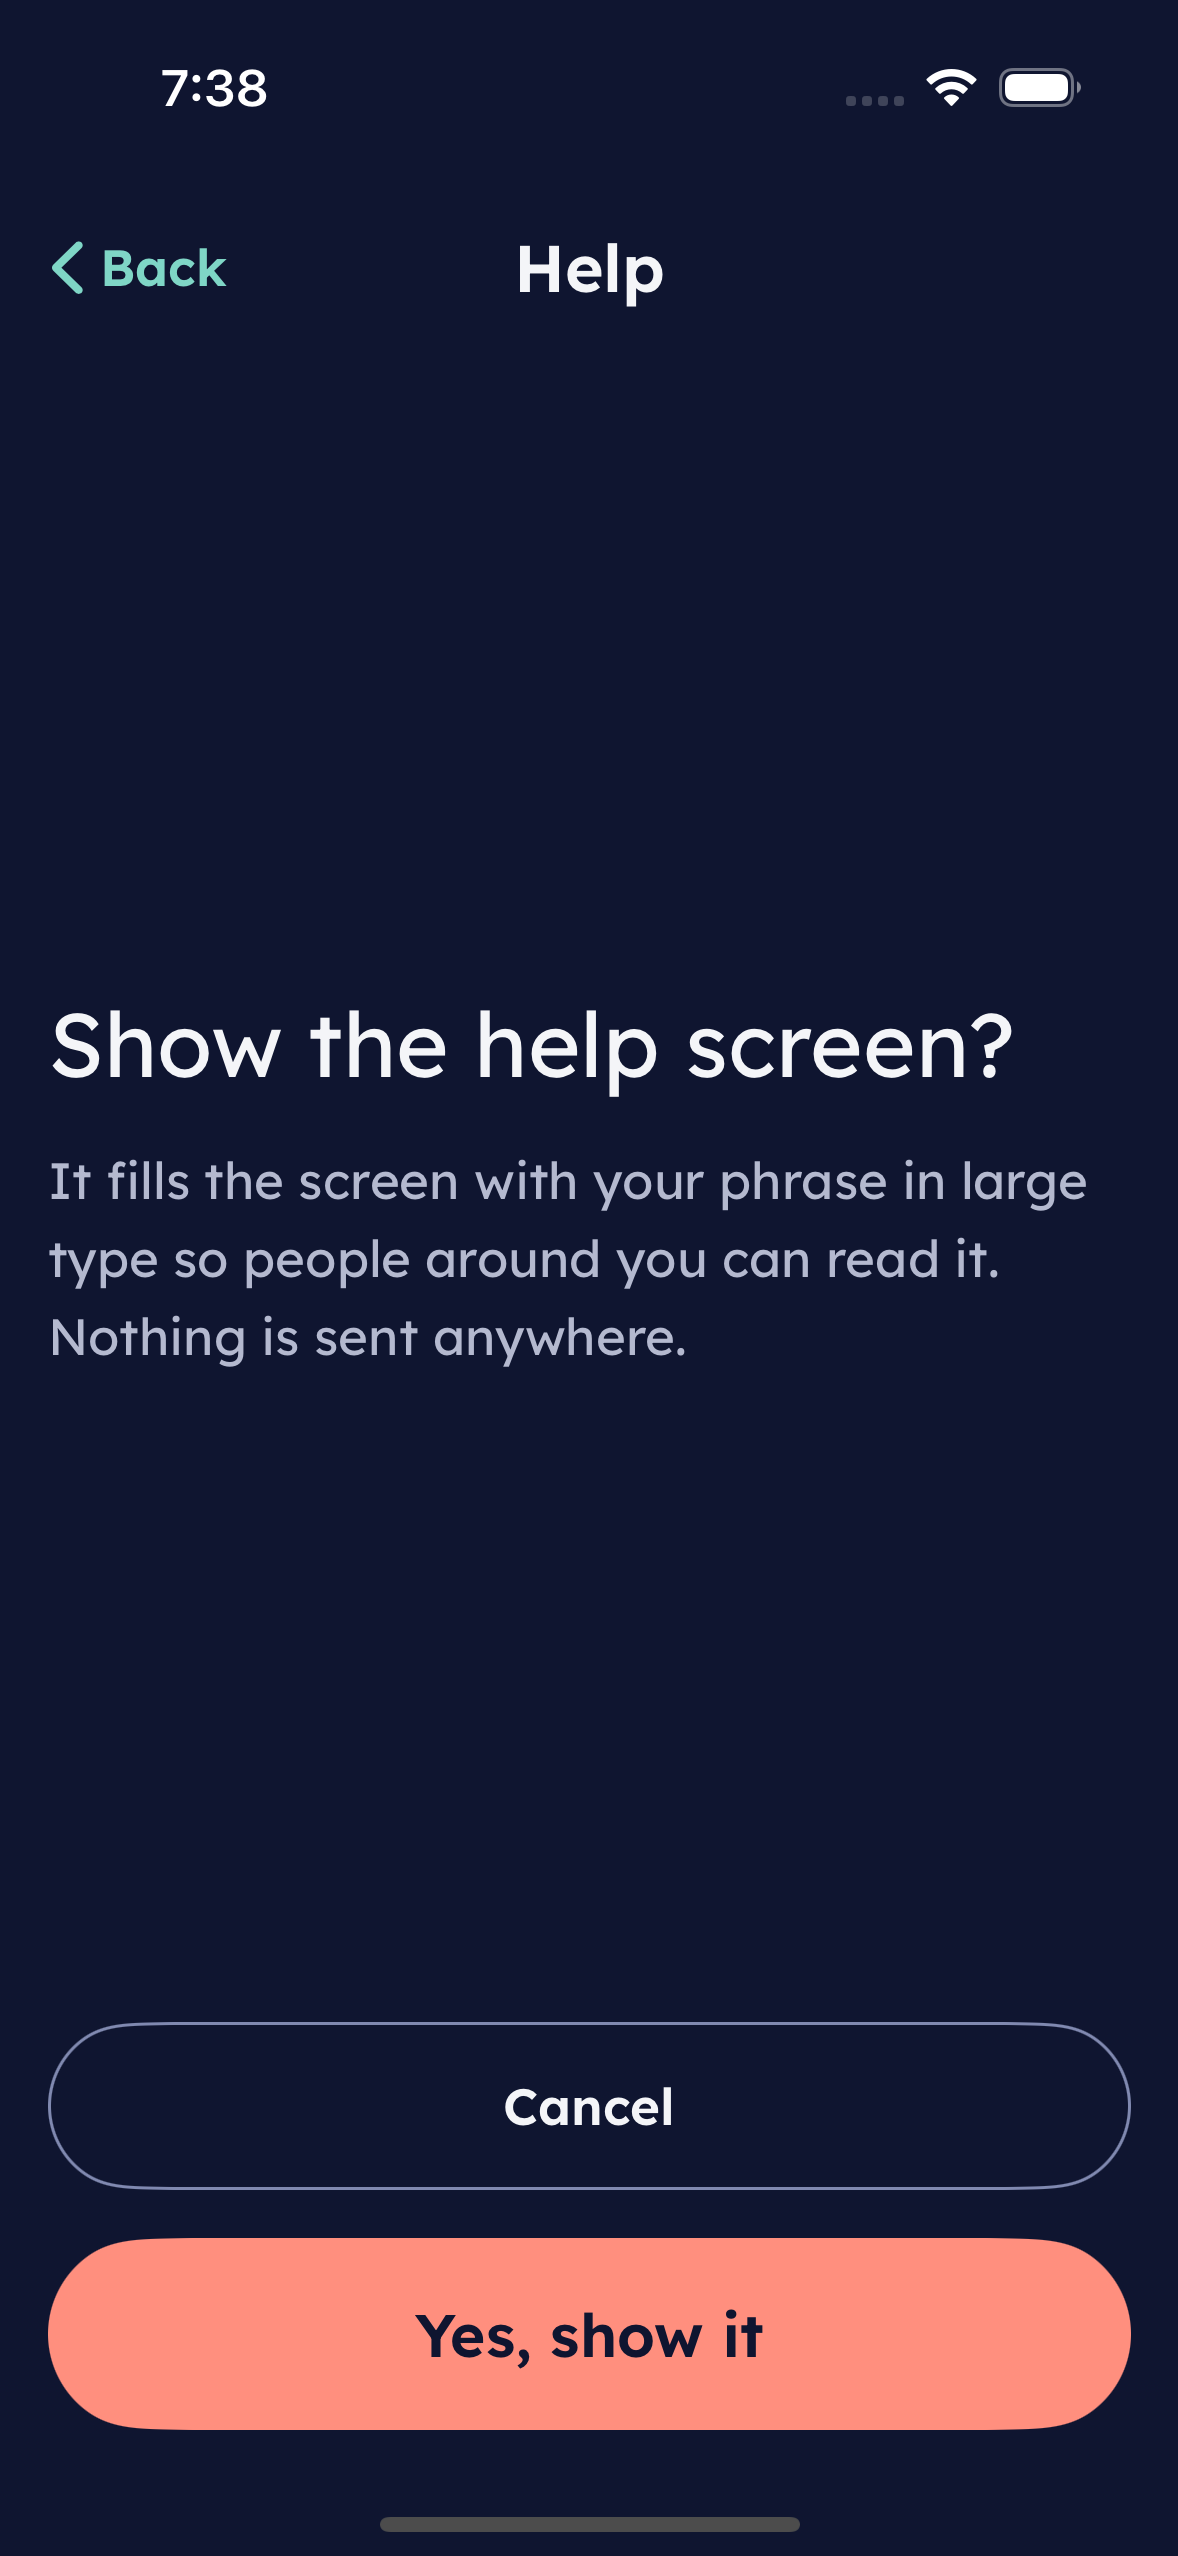 7:38
Back
Help
Show the help screen?
It fills the screen with your phrase in large
type so people around you can read it.
Nothing is sent anywhere.
Cancel
Yes, show it